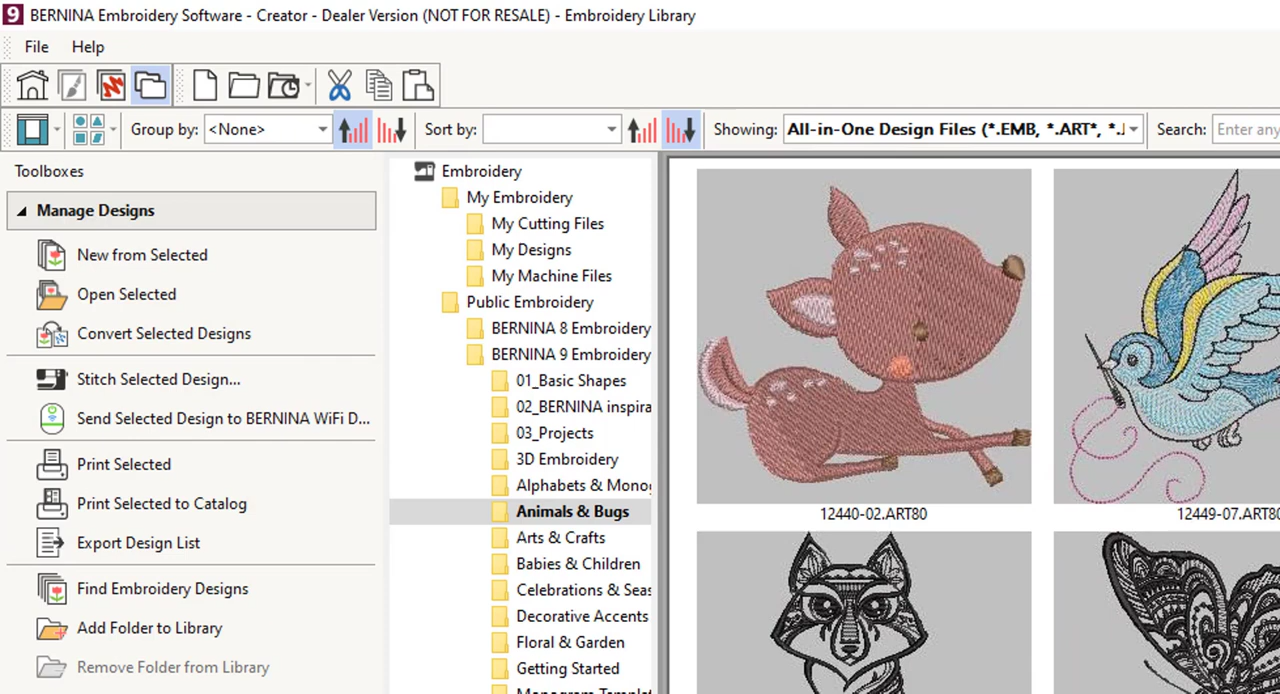 9 BERNINA Embroidery Software - Creator - Dealer Version (NOT FOR RESALE) - Embroidery Library
File Help
Group by: <None> Sort by: Showing: All-in-One Design Files (*.EMB, *.ART*, *. Search: Enter any
Toolboxes
Manage Designs
New from Selected
Open Selected
Convert Selected Designs
Stitch Selected Design...
Send Selected Design to BERNINA WiFi D...
Print Selected
Print Selected to Catalog
Export Design List
Find Embroidery Designs
Add Folder to Library
Remove Folder from Library
Embroidery
My Embroidery
My Cutting Files
My Designs
My Machine Files
Public Embroidery
BERNINA 8 Embroidery
BERNINA 9 Embroidery
01_Basic Shapes
02_BERNINA inspira
03_Projects
3D Embroidery
Alphabets & Mono
Animals & Bugs
Arts & Crafts
Babies & Children
Celebrations & Seas
Decorative Accents
Floral & Garden
Getting Started
12440-02.ART80
12449-07.ART80